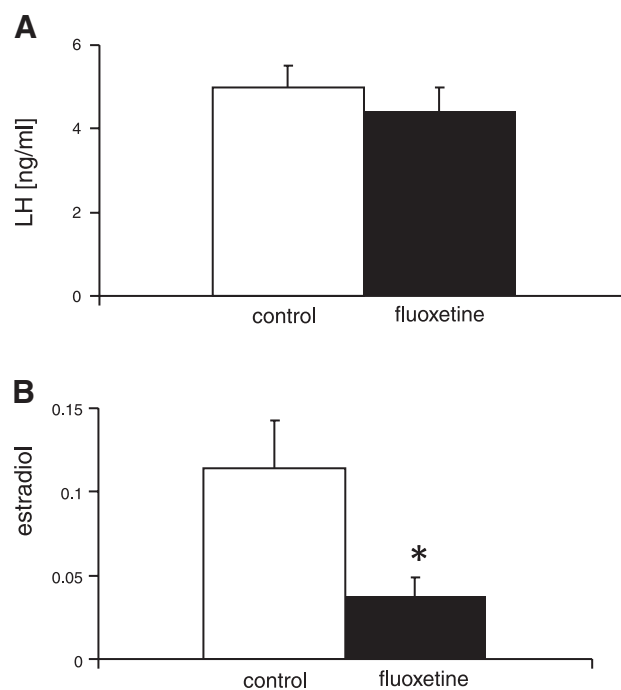 A
6
4
2
0
LH [ng/ml]
control
fluoxetine
B
0.15
0.1
0.05
0
estradiol
*
control
fluoxetine